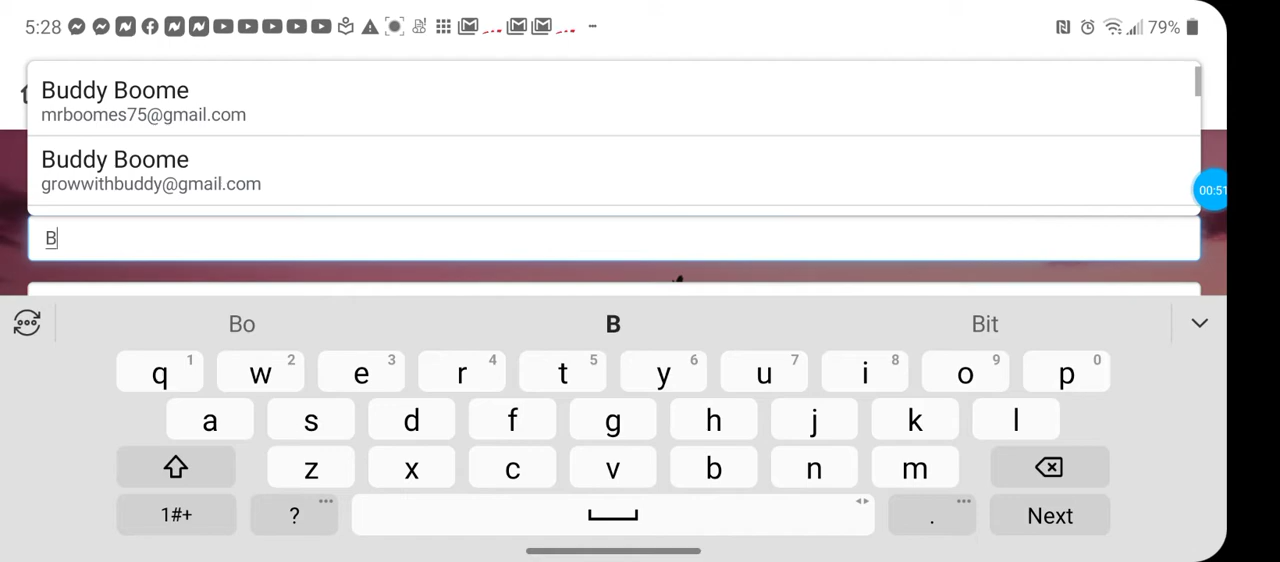 5:28 79%
Buddy Boome
mrboomes75@gmail.com
Buddy Boome
growwithbuddy@gmail.com
00:51
B
Bo B Bit
q 1 w 2 e 3 r 4 t 5 y 6 u 7 i 8 o 9 p 0
a s d f g h j k l
z x c v b n m
1#+ ? . Next